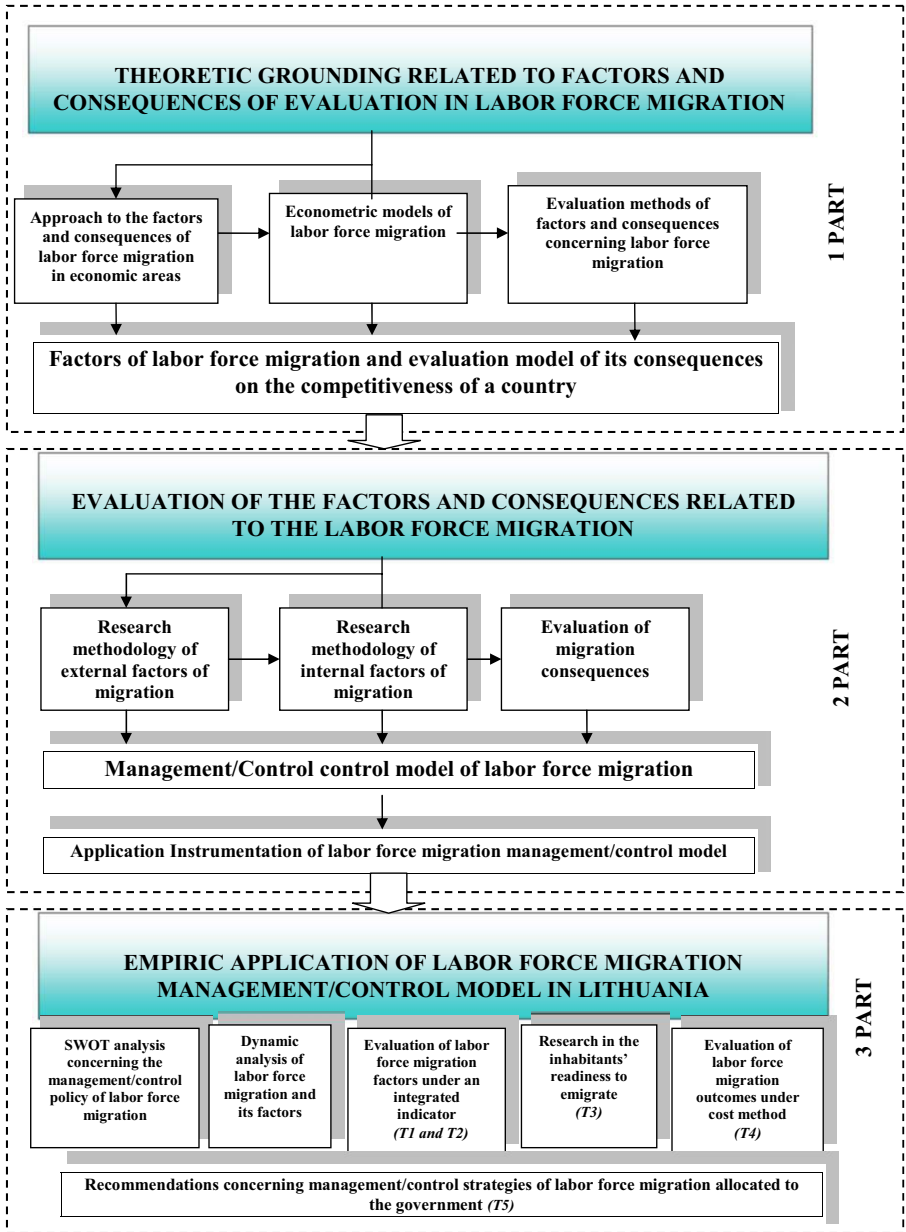 THEORETIC GROUNDING RELATED TO FACTORS AND
CONSEQUENCES OF EVALUATION IN LABOR FORCE MIGRATION
Approach to the factors
and consequences of
labor force migration
in economic areas
Econometric models of
labor force migration
Evaluation methods of
factors and consequences
concerning labor force
migration
Factors of labor force migration and evaluation model of its consequences
on the competitiveness of a country
1 PART
EVALUATION OF THE FACTORS AND CONSEQUENCES RELATED
TO THE LABOR FORCE MIGRATION
Research
methodology of
external factors of
migration
Research
methodology of
internal factors of
migration
Evaluation of
migration
consequences
Management/Control control model of labor force migration
Application Instrumentation of labor force migration management/control model
2 PART
EMPIRIC APPLICATION OF LABOR FORCE MIGRATION
MANAGEMENT/CONTROL MODEL IN LITHUANIA
SWOT analysis
concerning the
management/control
policy of labor force
migration
Dynamic
analysis of
labor force
migration and
its factors
Evaluation of labor
force migration
factors under an
integrated
indicator
(T1 and T2)
Research in the
inhabitants'
readiness to
emigrate
(T3)
Evaluation of
labor force
migration
outcomes under
cost method
(T4)
Recommendations concerning management/control strategies of labor force migration allocated to
the government (T5)
3 PART